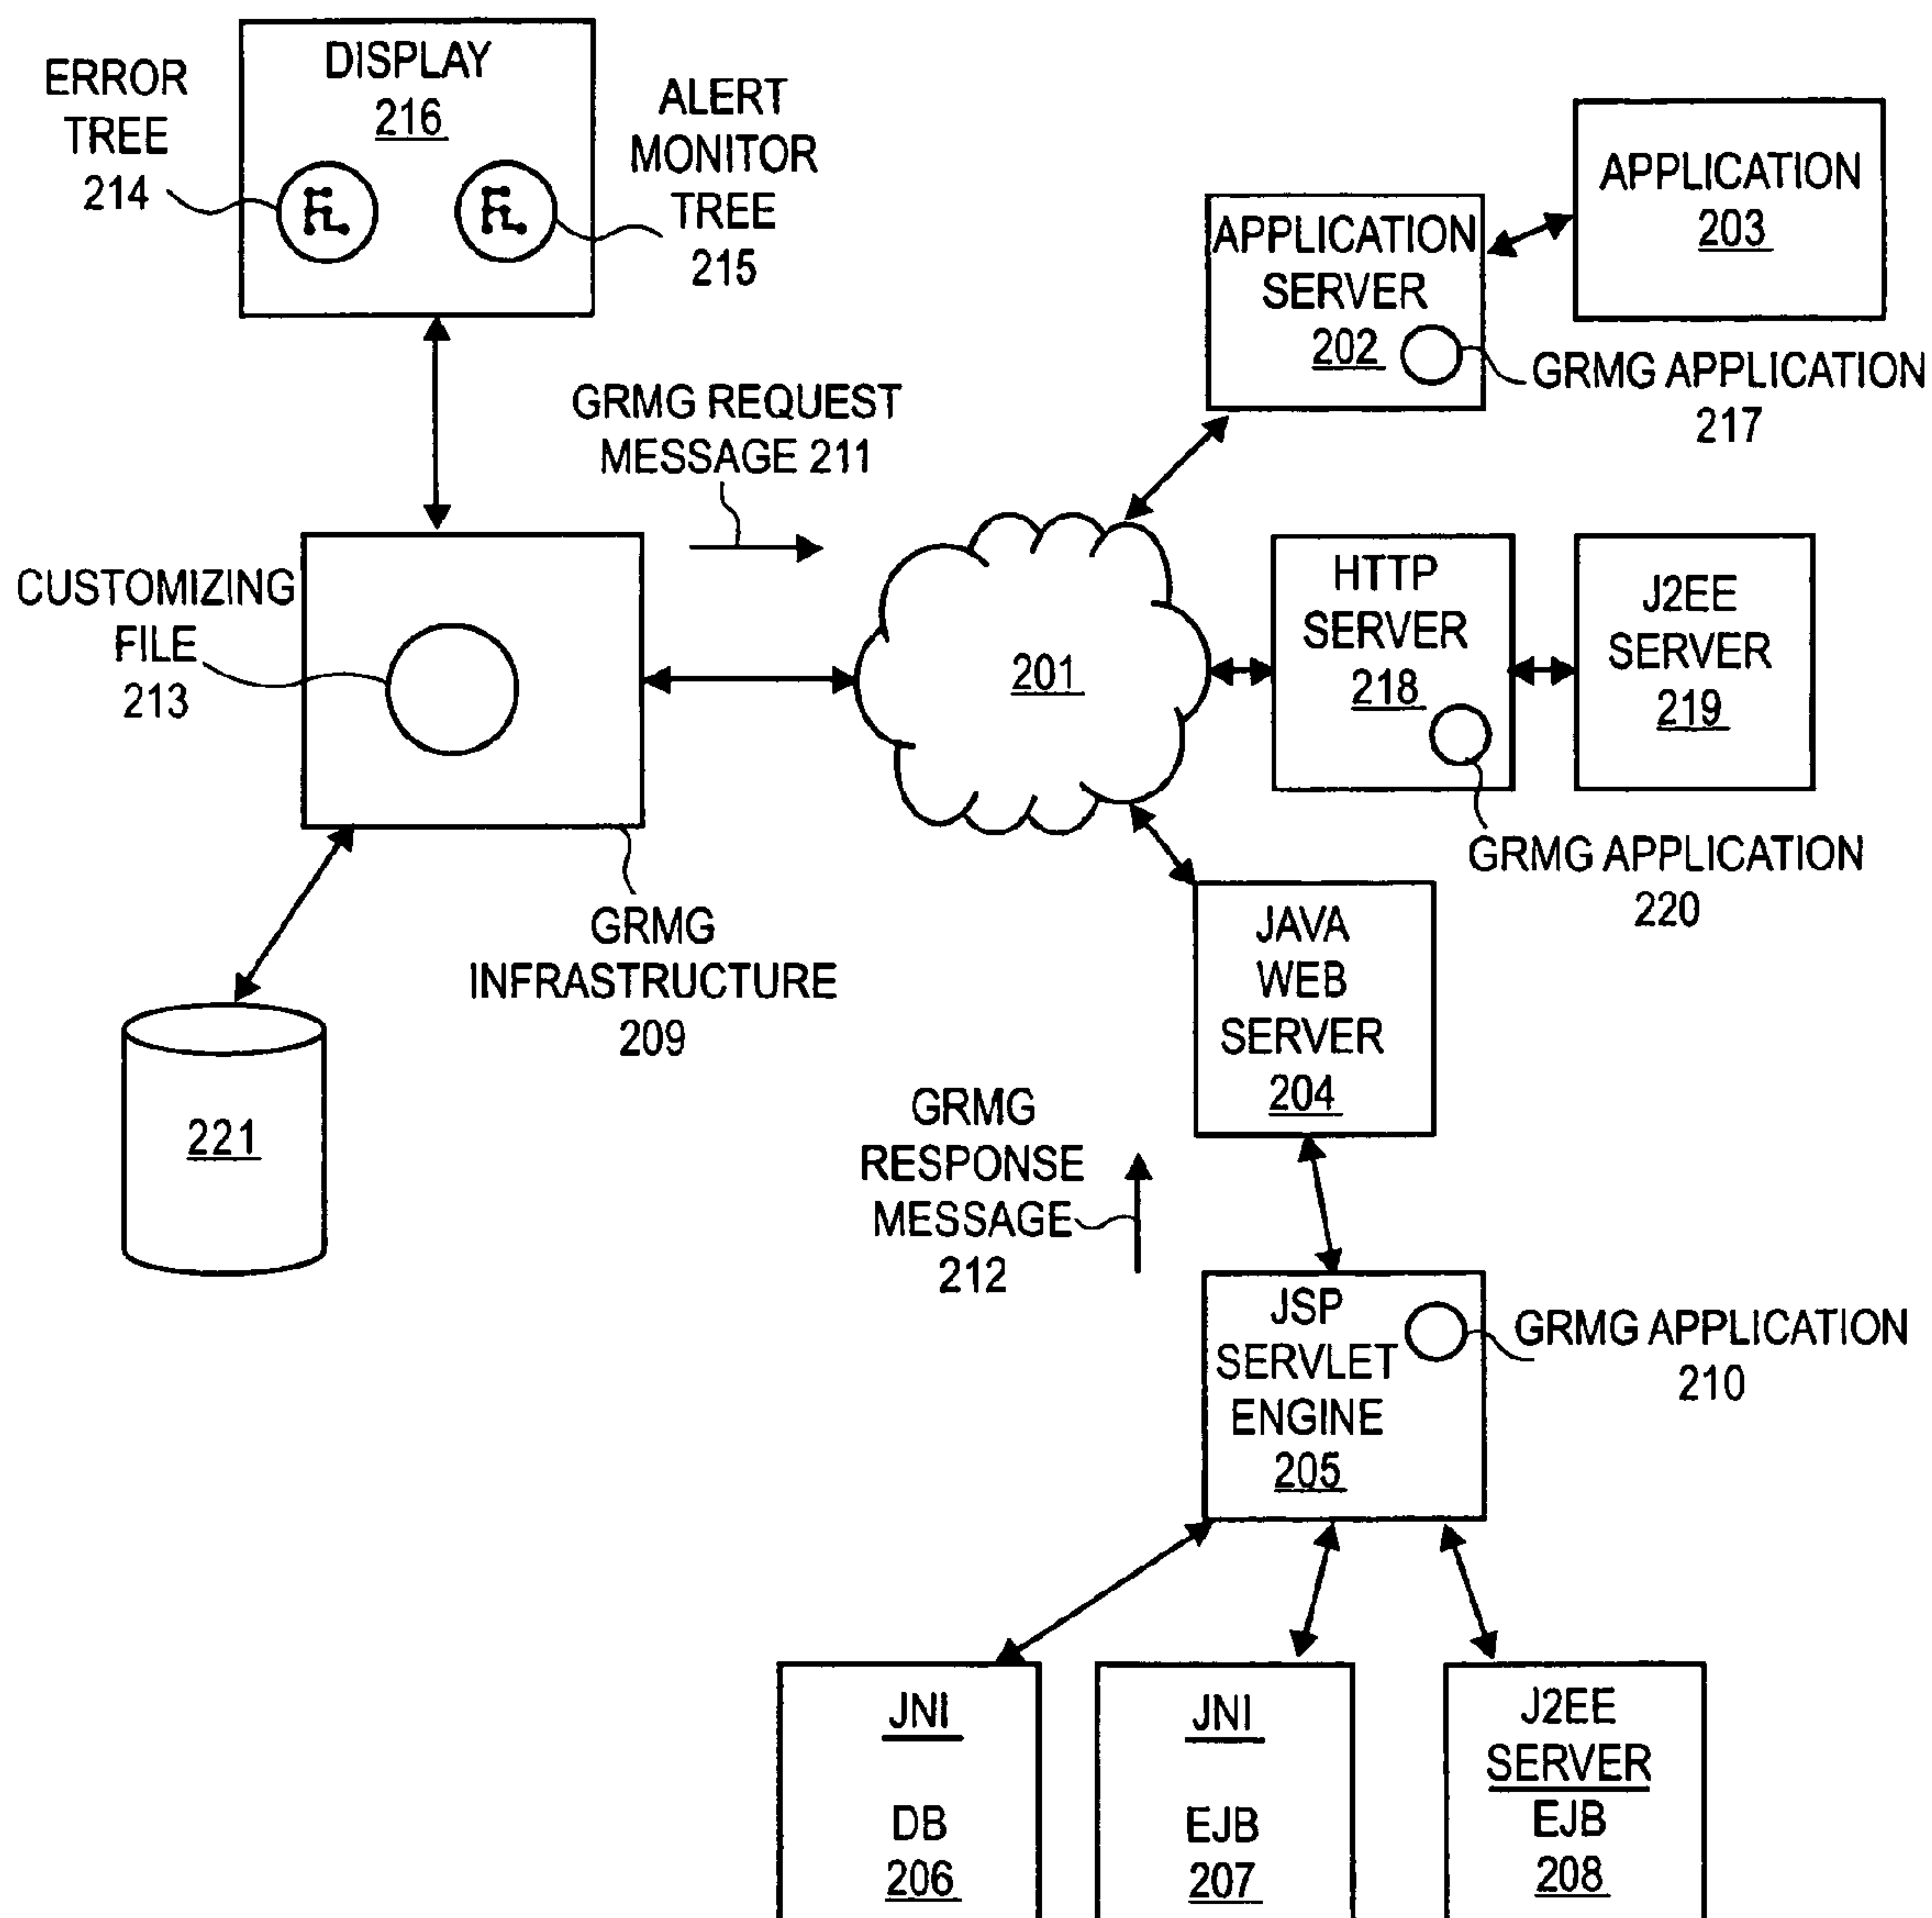 DISPLAY
216
ERROR
TREE
214
ALERT
MONITOR
TREE
215
APPLICATION
203
APPLICATION
SERVER
202
GRMG APPLICATION
217
GRMG REQUEST
MESSAGE 211
CUSTOMIZING
FILE
213
201
HTTP
SERVER
218
J2EE
SERVER
219
GRMG APPLICATION
220
GRMG
INFRASTRUCTURE
209
JAVA
WEB
SERVER
204
221
GRMG
RESPONSE
MESSAGE
212
JSP
SERVLET
ENGINE
205
GRMG APPLICATION
210
JNI
DB
206
JNI
EJB
207
J2EE
SERVER
EJB
208